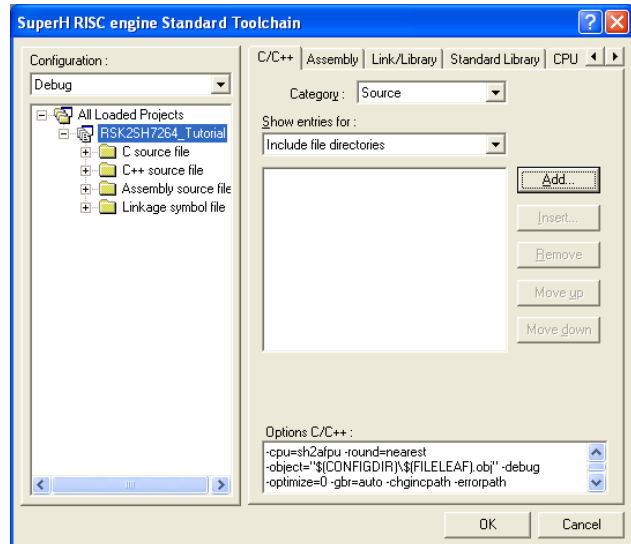 SuperH RISC engine Standard Toolchain
Configuration :
Debug
All Loaded Projects
RSK2SH7264_Tutorial
C source file
C++ source file
Assembly source file
Linkage symbol file
C/C++ Assembly Link/Library Standard Library CPU
Category : Source
Show entries for :
Include file directories
Add...
Insert...
Remove
Move up
Move down
Options C/C++ :
-cpu=sh2afpu -round=nearest
-object="$(CONFIGDIR)\$(FILELEAF).obj" -debug
-optimize=0 -gbr=auto -chgincpath -errorpath
OK Cancel